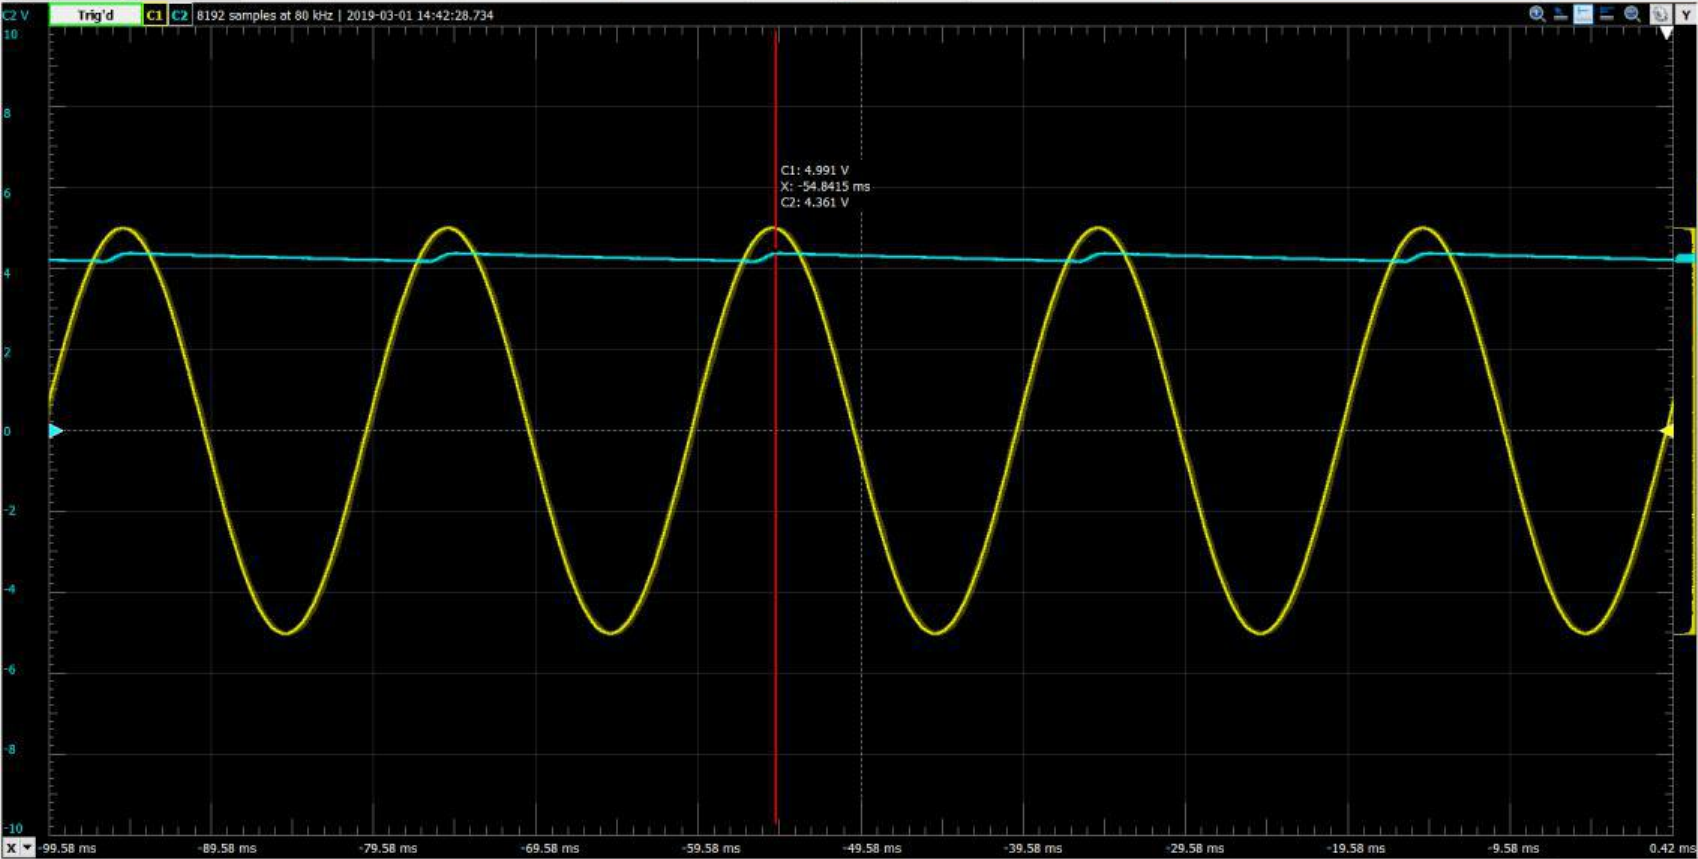 C2 V Trig'd C1 C2 8192 samples at 80 kHz | 2019-03-01 14:42:28.734 Y
10
8
C1: 4.991 V
X: -54.8415 ms
6
C2: 4.361 V
4
2
0
-2
-4
-6
-8
-10
X -99.58 ms -89.58 ms -79.58 ms -69.58 ms -59.58 ms -49.58 ms -39.58 ms -29.58 ms -19.58 ms -9.58 ms 0.42 ms